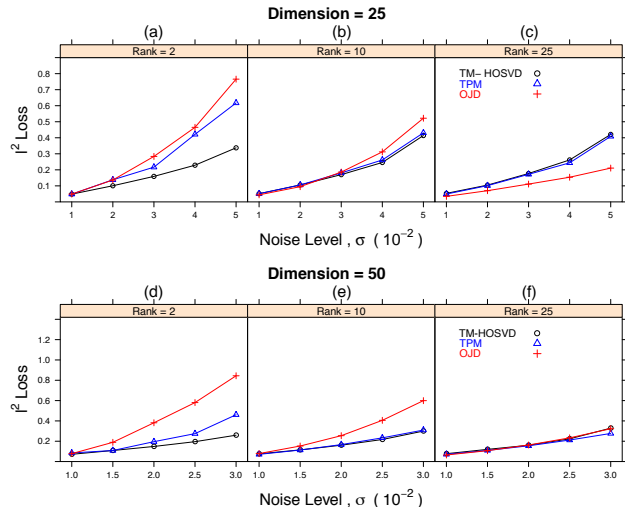 Dimension = 25
(a) (b) (c)
Rank = 2 Rank = 10 Rank = 25
0.8
0.7
0.6
0.5
0.4
0.3
0.2
0.1
l² Loss
TM– HOSVD
TPM
OJD
1 2 3 4 5 1 2 3 4 5 1 2 3 4 5
Noise Level , σ ( 10⁻² )
Dimension = 50
(d) (e) (f)
Rank = 2 Rank = 10 Rank = 25
1.2
1.0
0.8
0.6
0.4
0.2
l² Loss
TM-HOSVD
TPM
OJD
1.0 1.5 2.0 2.5 3.0 1.0 1.5 2.0 2.5 3.0 1.0 1.5 2.0 2.5 3.0
Noise Level , σ ( 10⁻² )